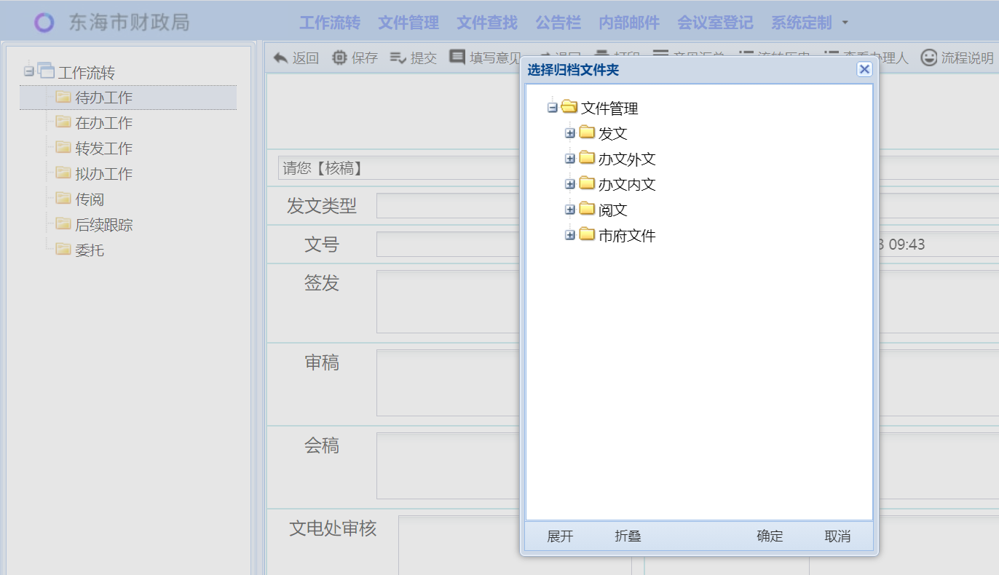 东海市财政局 工作流转 文件管理 文件查找 公告栏 内部邮件 会议室登记 系统定制
工作流转
待办工作
在办工作
转发工作
拟办工作
传阅
后续跟踪
委托
返回 保存 提交 填写意见 办理人 流程说明
选择归档文件夹
文件管理
发文
办文外文
办文内文
阅文
市府文件
展开 折叠 确定 取消
请您【核稿】
发文类型
文号 09:43
签发
审稿
会稿
文电处审核